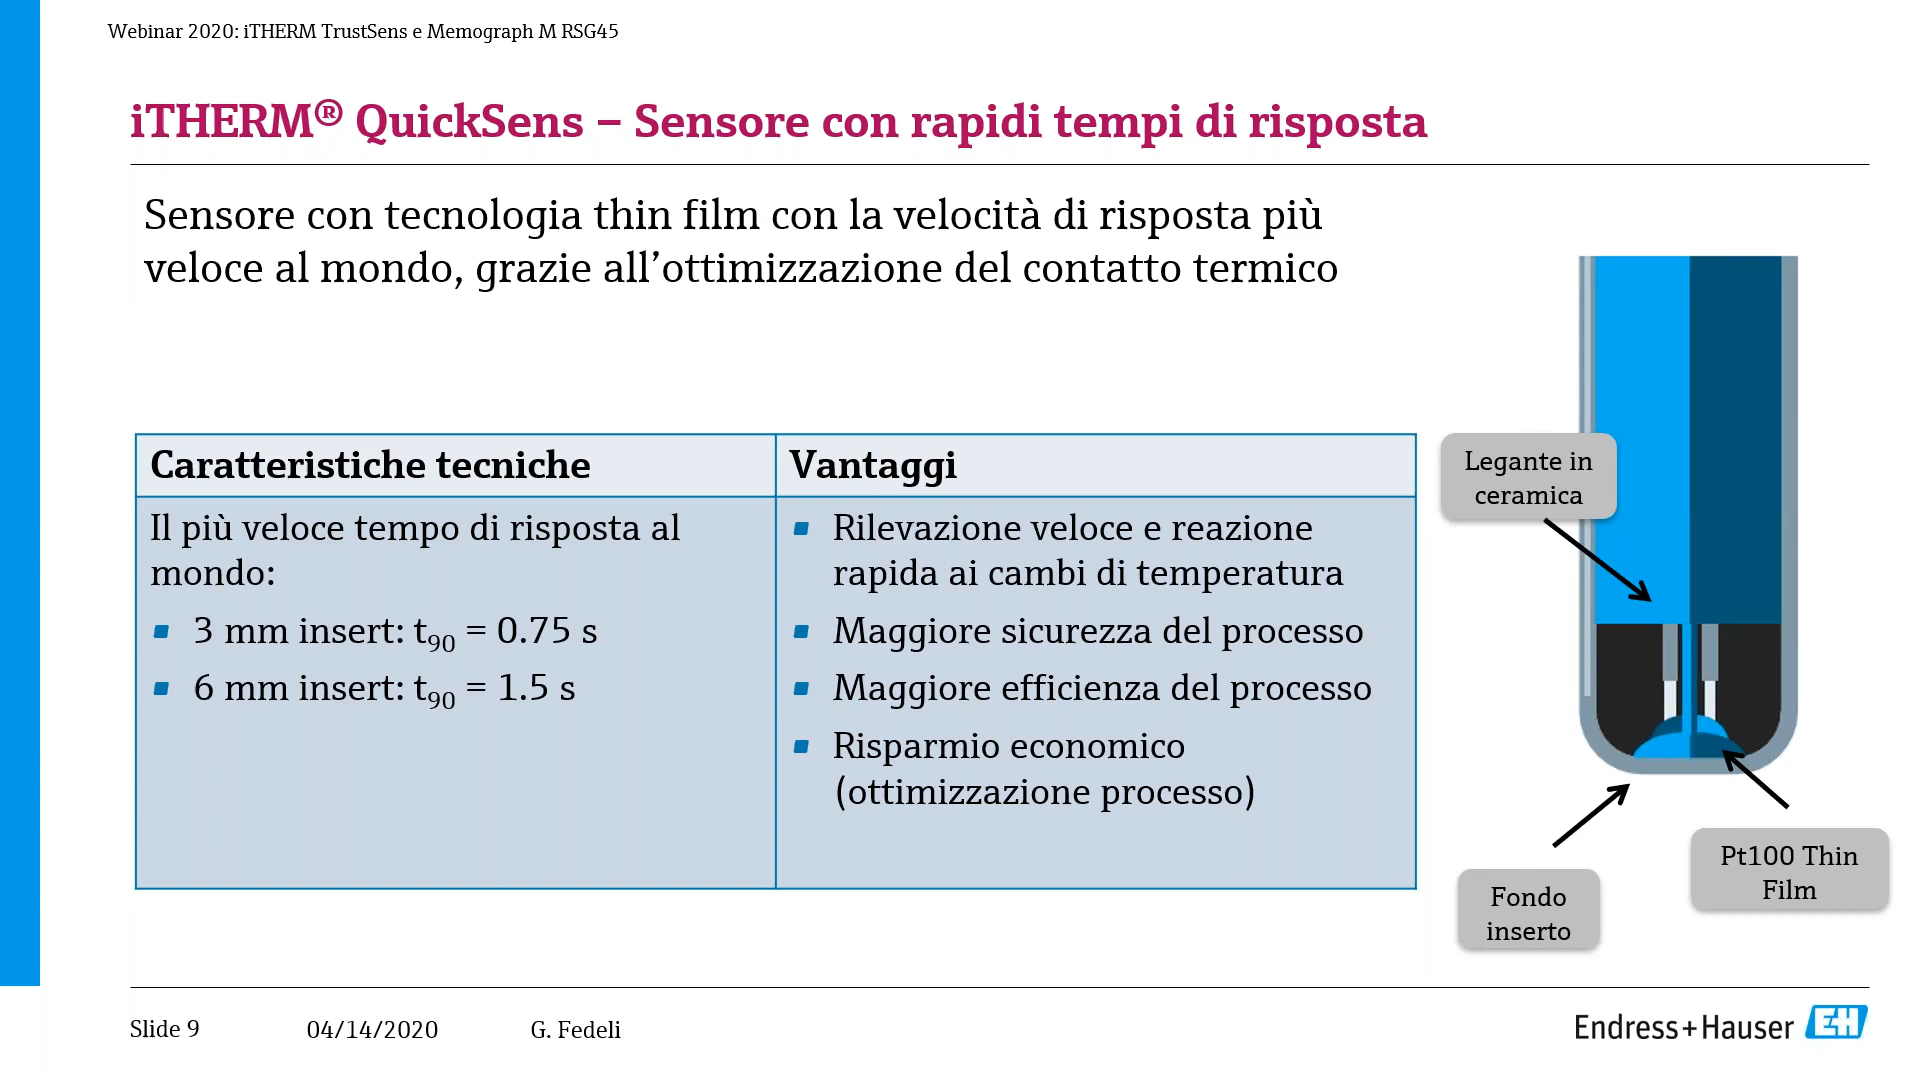 Webinar 2020: iTHERM TrustSens e Memograph M RSG45
iTHERM® QuickSens – Sensore con rapidi tempi di risposta
Sensore con tecnologia thin film con la velocità di risposta più
veloce al mondo, grazie all’ottimizzazione del contatto termico
Caratteristiche tecniche
Il più veloce tempo di risposta al
mondo:
3 mm insert: t90 = 0.75 s
6 mm insert: t90 = 1.5 s
Vantaggi
Rilevazione veloce e reazione
rapida ai cambi di temperatura
Maggiore sicurezza del processo
Maggiore efficienza del processo
Risparmio economico
(ottimizzazione processo)
Legante in
ceramica
Pt100 Thin
Film
Fondo
inserto
Slide 9
04/14/2020
G. Fedeli
Endress+Hauser EH